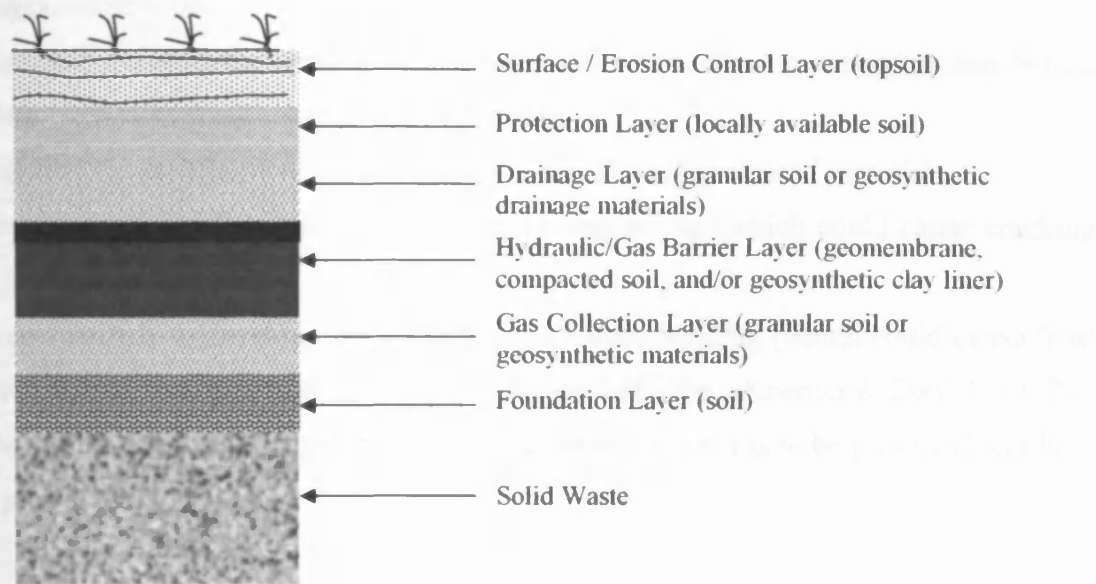 Surface / Erosion Control Layer (topsoil)
Protection Layer (locally available soil)
Drainage Layer (granular soil or geosynthetic
drainage materials)
Hydraulic/Gas Barrier Layer (geomembrane,
compacted soil, and/or geosynthetic clay liner)
Gas Collection Layer (granular soil or
geosynthetic materials)
Foundation Layer (soil)
Solid Waste